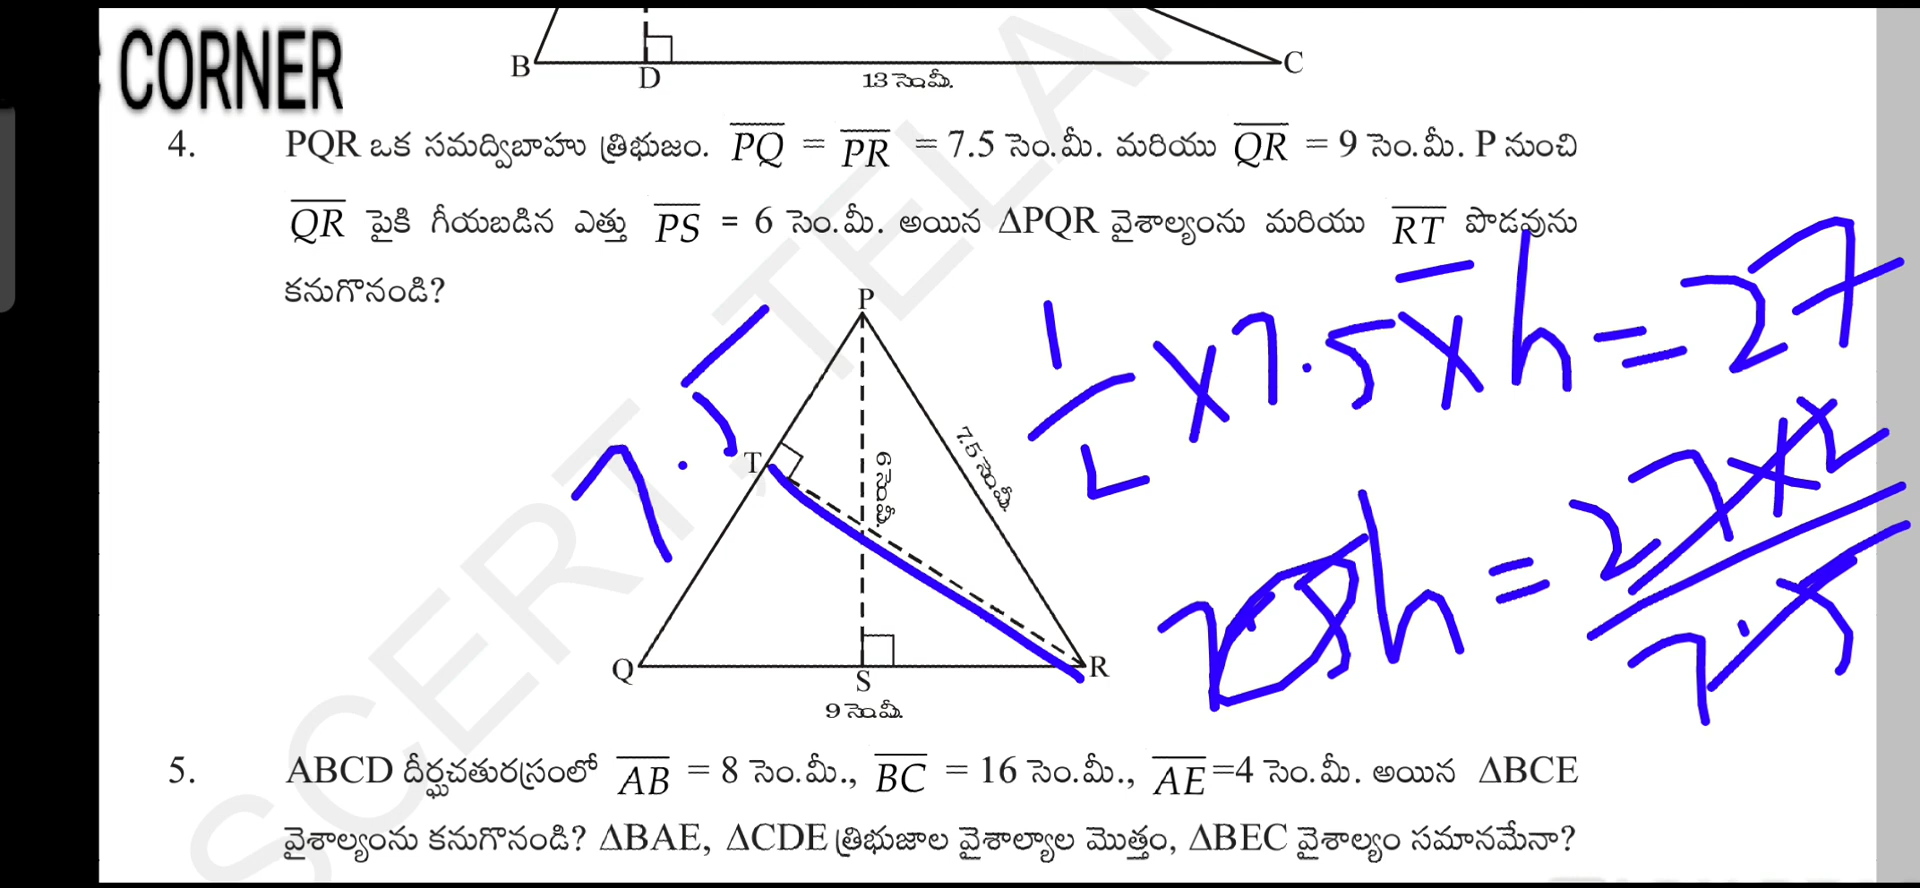 CORNER
B D C
13 సెం.మీ.
4. PQR ఒక సమద్విబాహు త్రిభుజం. PQ = PR = 7.5 సెం.మీ. మరియు QR = 9 సెం.మీ. P నుంచి
QR పైకి గీయబడిన ఎత్తు PS = 6 సెం.మీ. అయిన ΔPQR వైశాల్యంను మరియు RT పొడవును
కనుగొనండి?
P
1/2 × 7.5 × h = 27
7.5
T
6 సెం.మీ.
7.5 సెం.మీ.
h = 27 × 2 / 7.5
Q S R
9 సెం.మీ.
5. ABCD దీర్ఘచతురస్రంలో AB = 8 సెం.మీ., BC = 16 సెం.మీ., AE =4 సెం.మీ. అయిన ΔBCE
వైశాల్యంను కనుగొనండి? ΔBAE, ΔCDE త్రిభుజాల వైశాల్యాల మొత్తం, ΔBEC వైశాల్యం సమానమేనా?
SCERT, TELAN